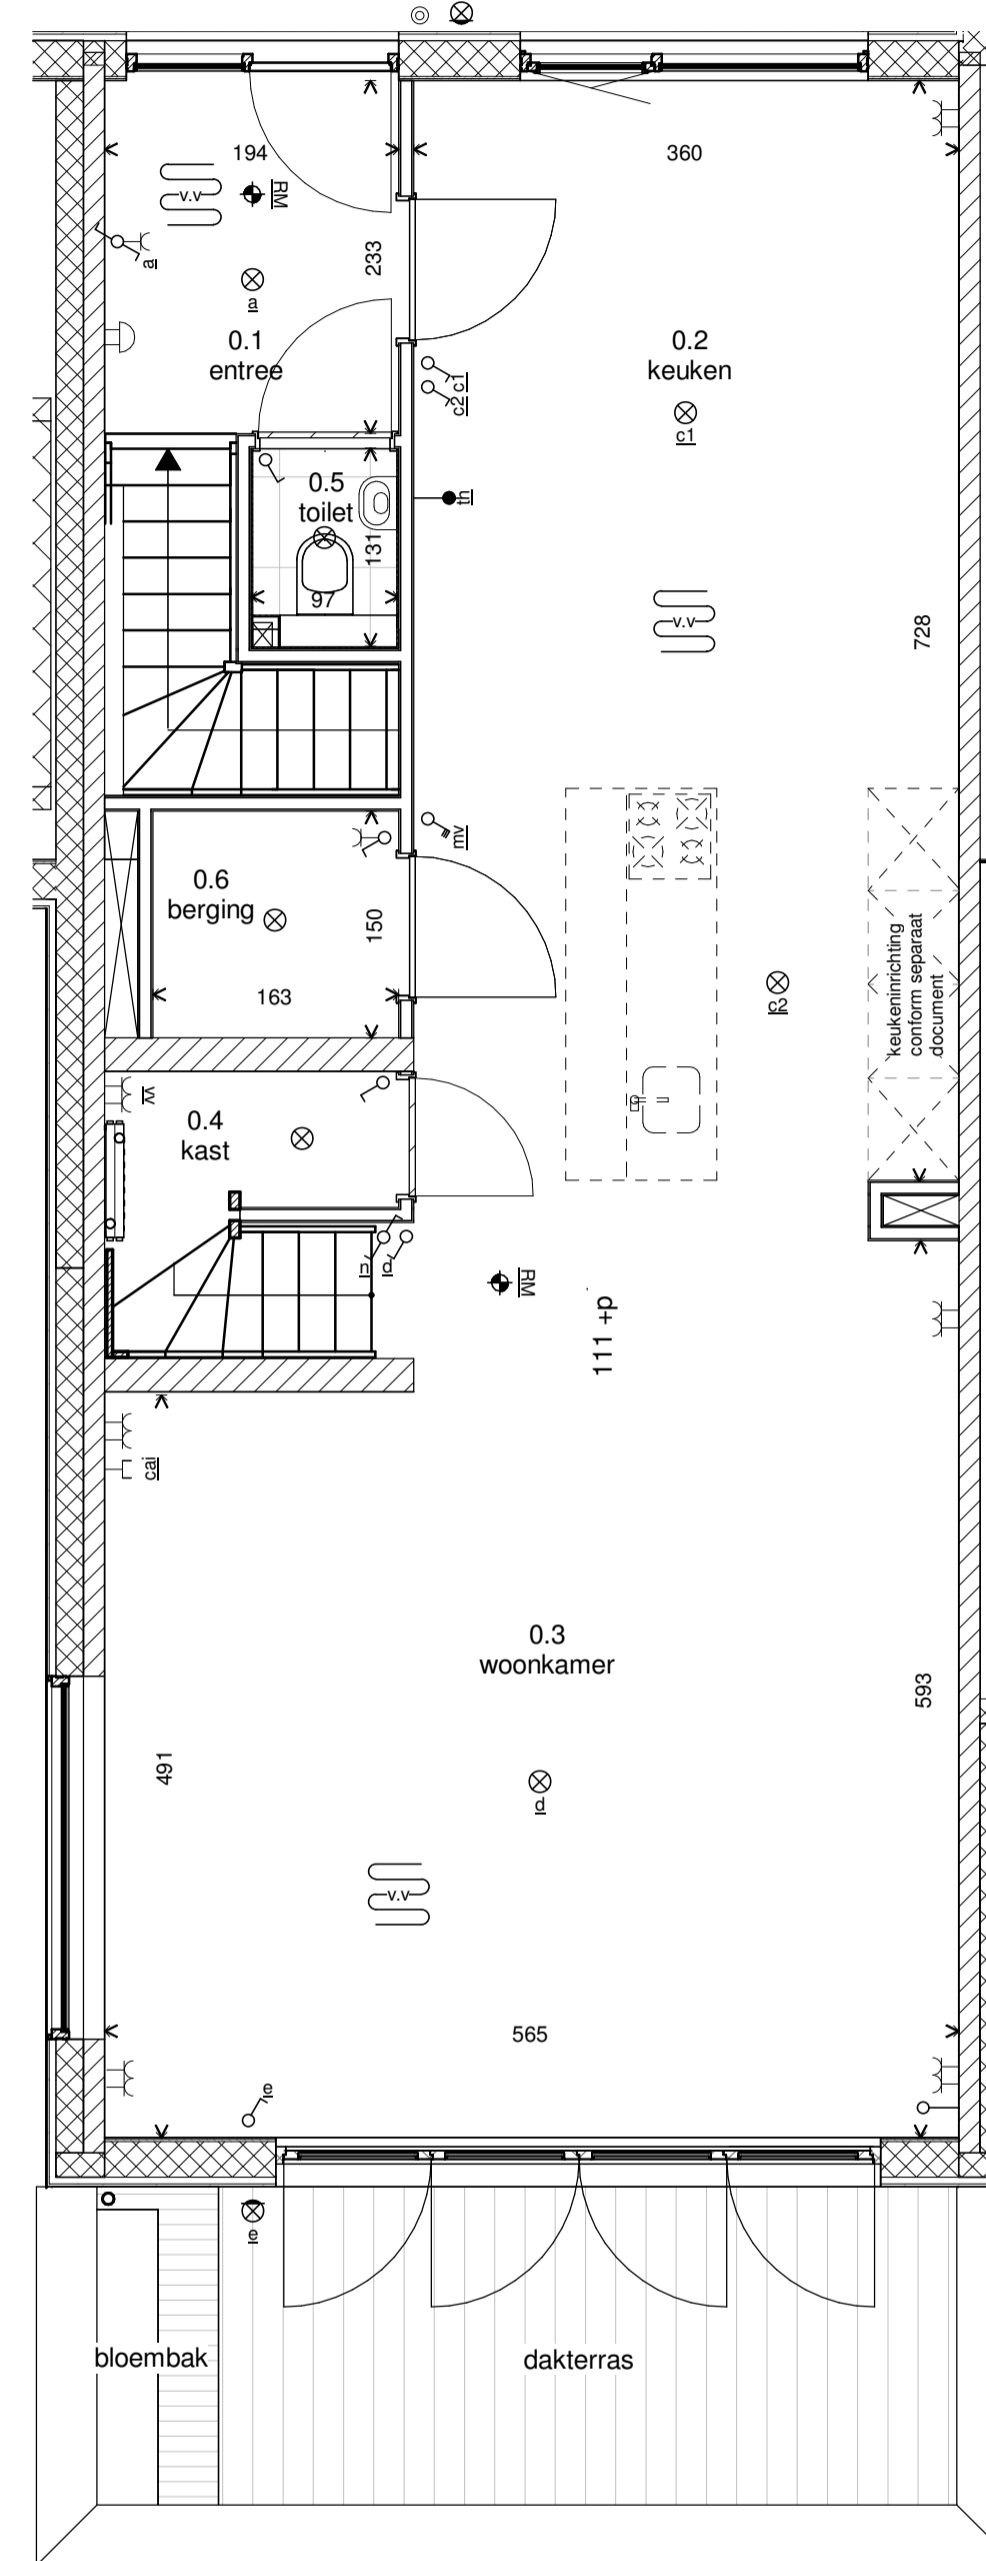 194
360
v.v
RM
a
a
233
0.1
entree
0.2
keuken
c1
c2
c1
0.5
toilet
th
131
97
v.v
728
mv
0.6
berging
150
163
c2
keukeninrichting
conform separaat
document
w
0.4
kast
n
d
RM
111 +p
cai
0.3
woonkamer
593
491
d
v.v
565
e
e
bloembak
dakterras